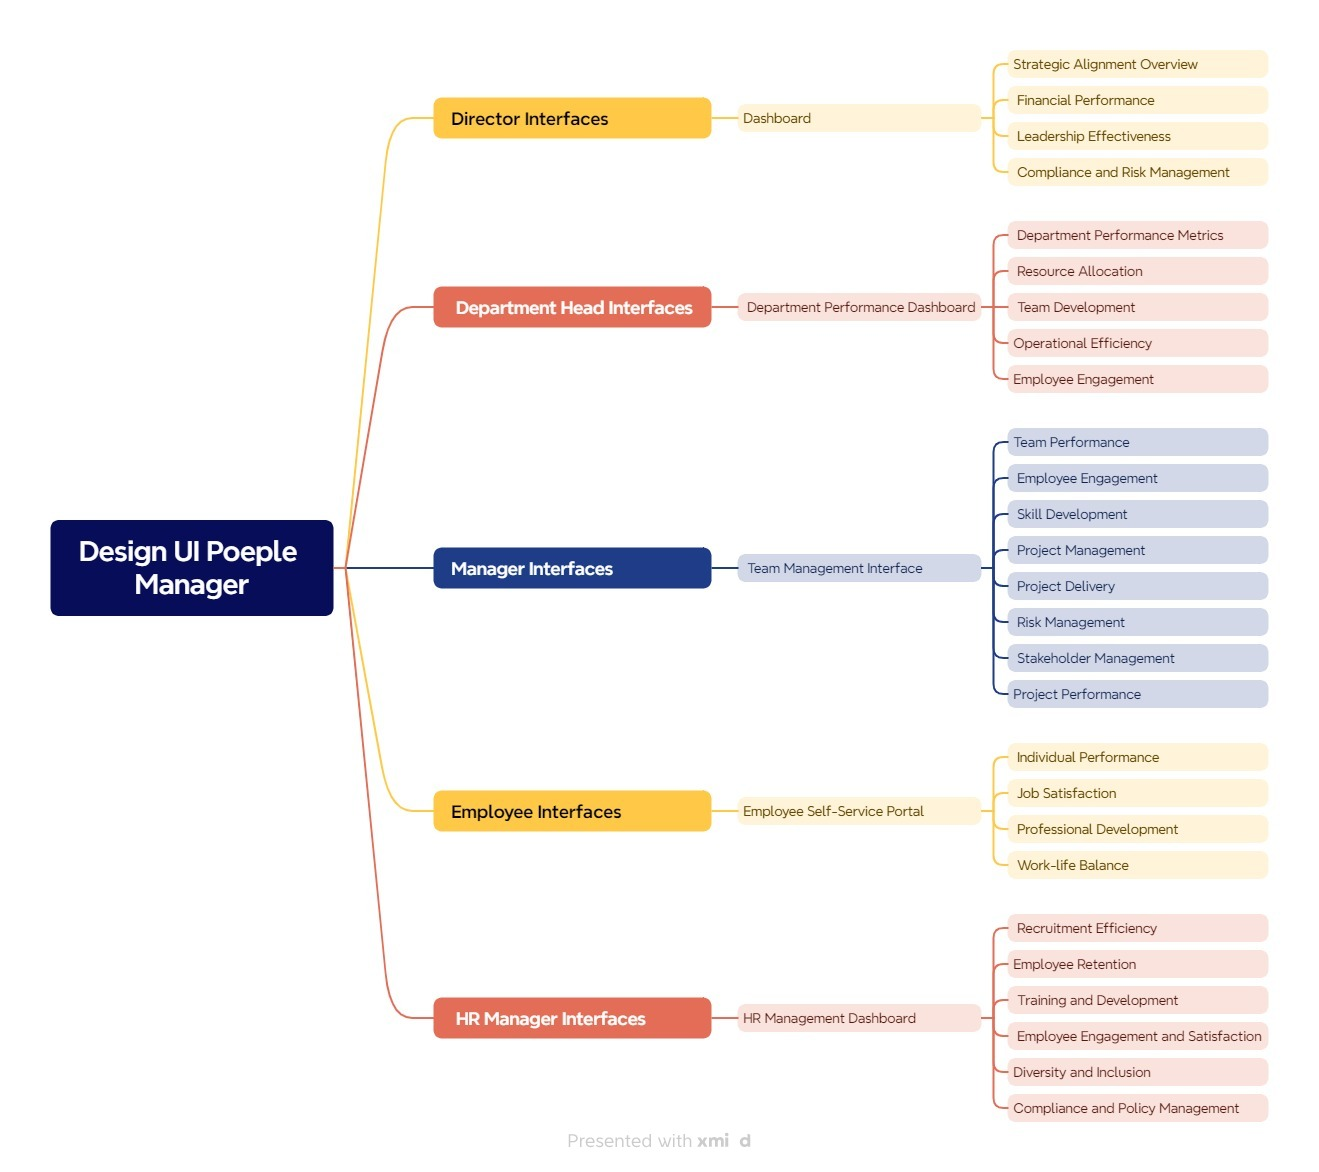 Design UI Poeple
Manager
Director Interfaces
Dashboard
Strategic Alignment Overview
Financial Performance
Leadership Effectiveness
Compliance and Risk Management
Department Head Interfaces
Department Performance Dashboard
Department Performance Metrics
Resource Allocation
Team Development
Operational Efficiency
Employee Engagement
Manager Interfaces
Team Management Interface
Team Performance
Employee Engagement
Skill Development
Project Management
Project Delivery
Risk Management
Stakeholder Management
Project Performance
Employee Interfaces
Employee Self-Service Portal
Individual Performance
Job Satisfaction
Professional Development
Work-life Balance
HR Manager Interfaces
HR Management Dashboard
Recruitment Efficiency
Employee Retention
Training and Development
Employee Engagement and Satisfaction
Diversity and Inclusion
Compliance and Policy Management
Presented with xmi d